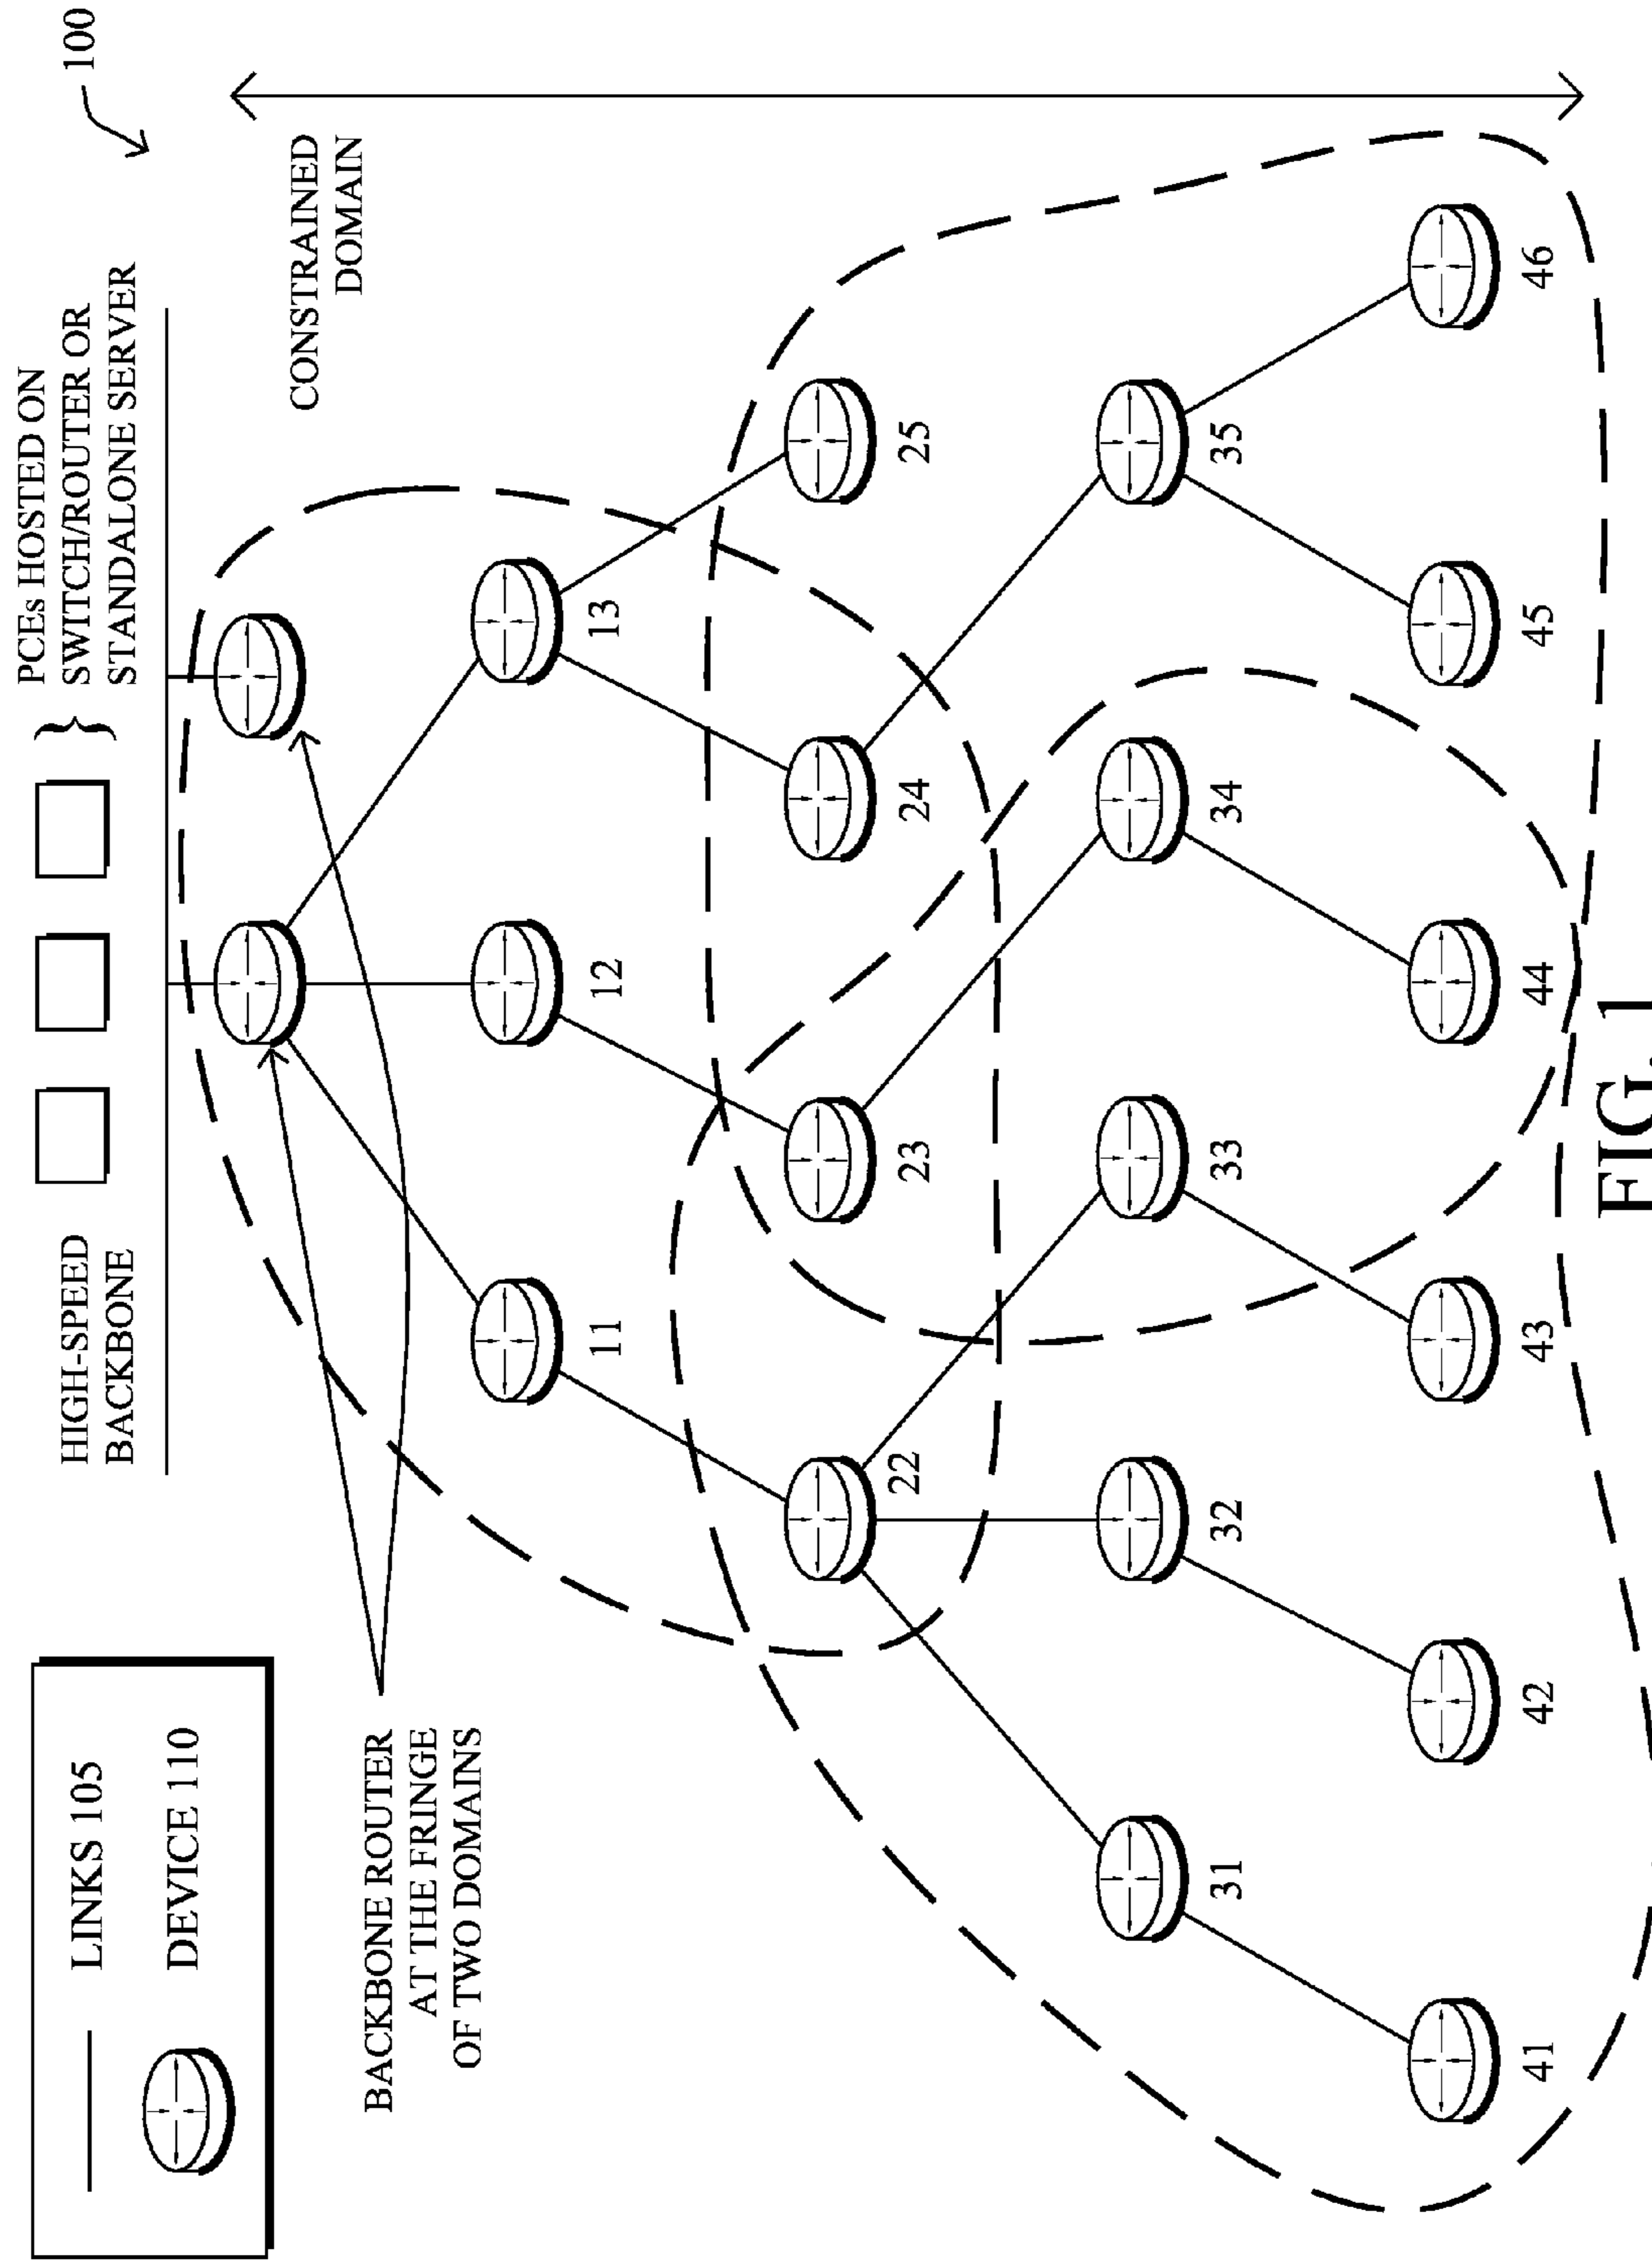 LINKS 105
DEVICE 110
HIGH-SPEED
BACKBONE
PCEs HOSTED ON
SWITCH/ROUTER OR
STANDALONE SERVER
100
CONSTRAINED
DOMAIN
BACKBONE ROUTER
AT THE FRINGE
OF TWO DOMAINS
11
12
13
22
23
24
25
31
32
33
34
35
41
42
43
44
45
46
FIG. 1